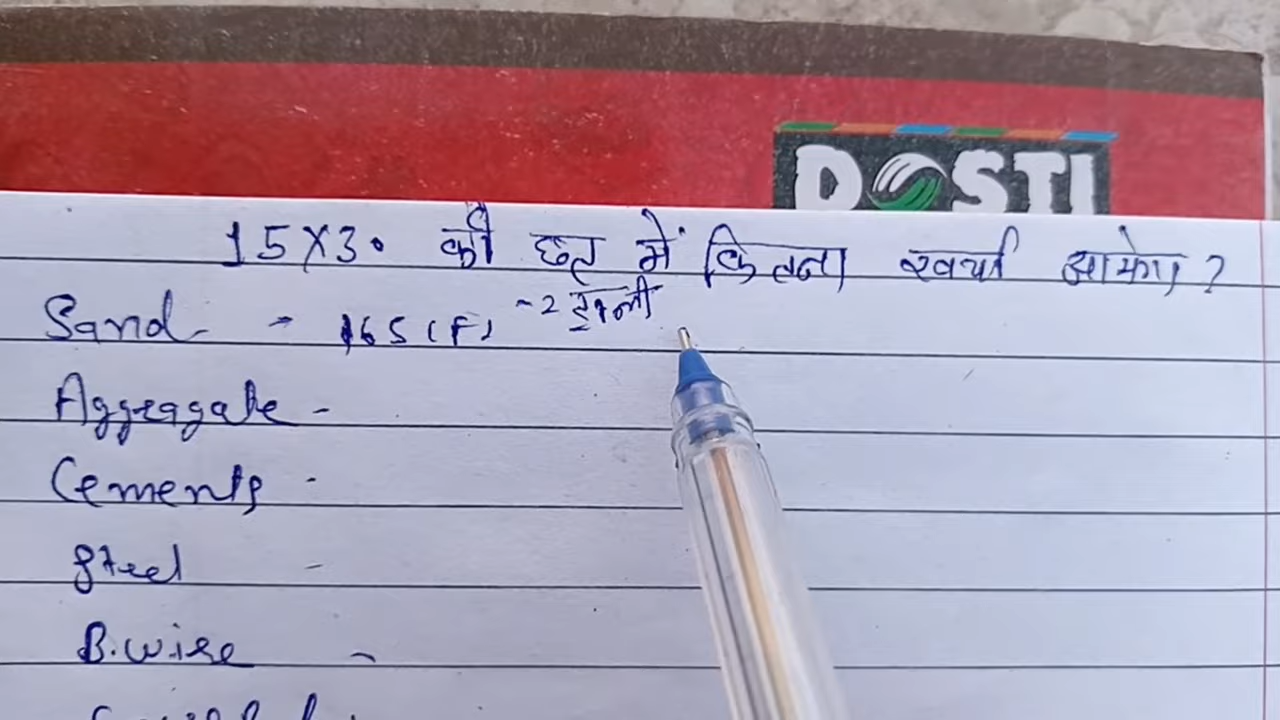 DOSTI
15X30 की छत में कितना खर्चा आयेगा ?
Sand - 165 (F) - 2 ट्राली
Aggregate -
Cements -
Steel -
B.wire -